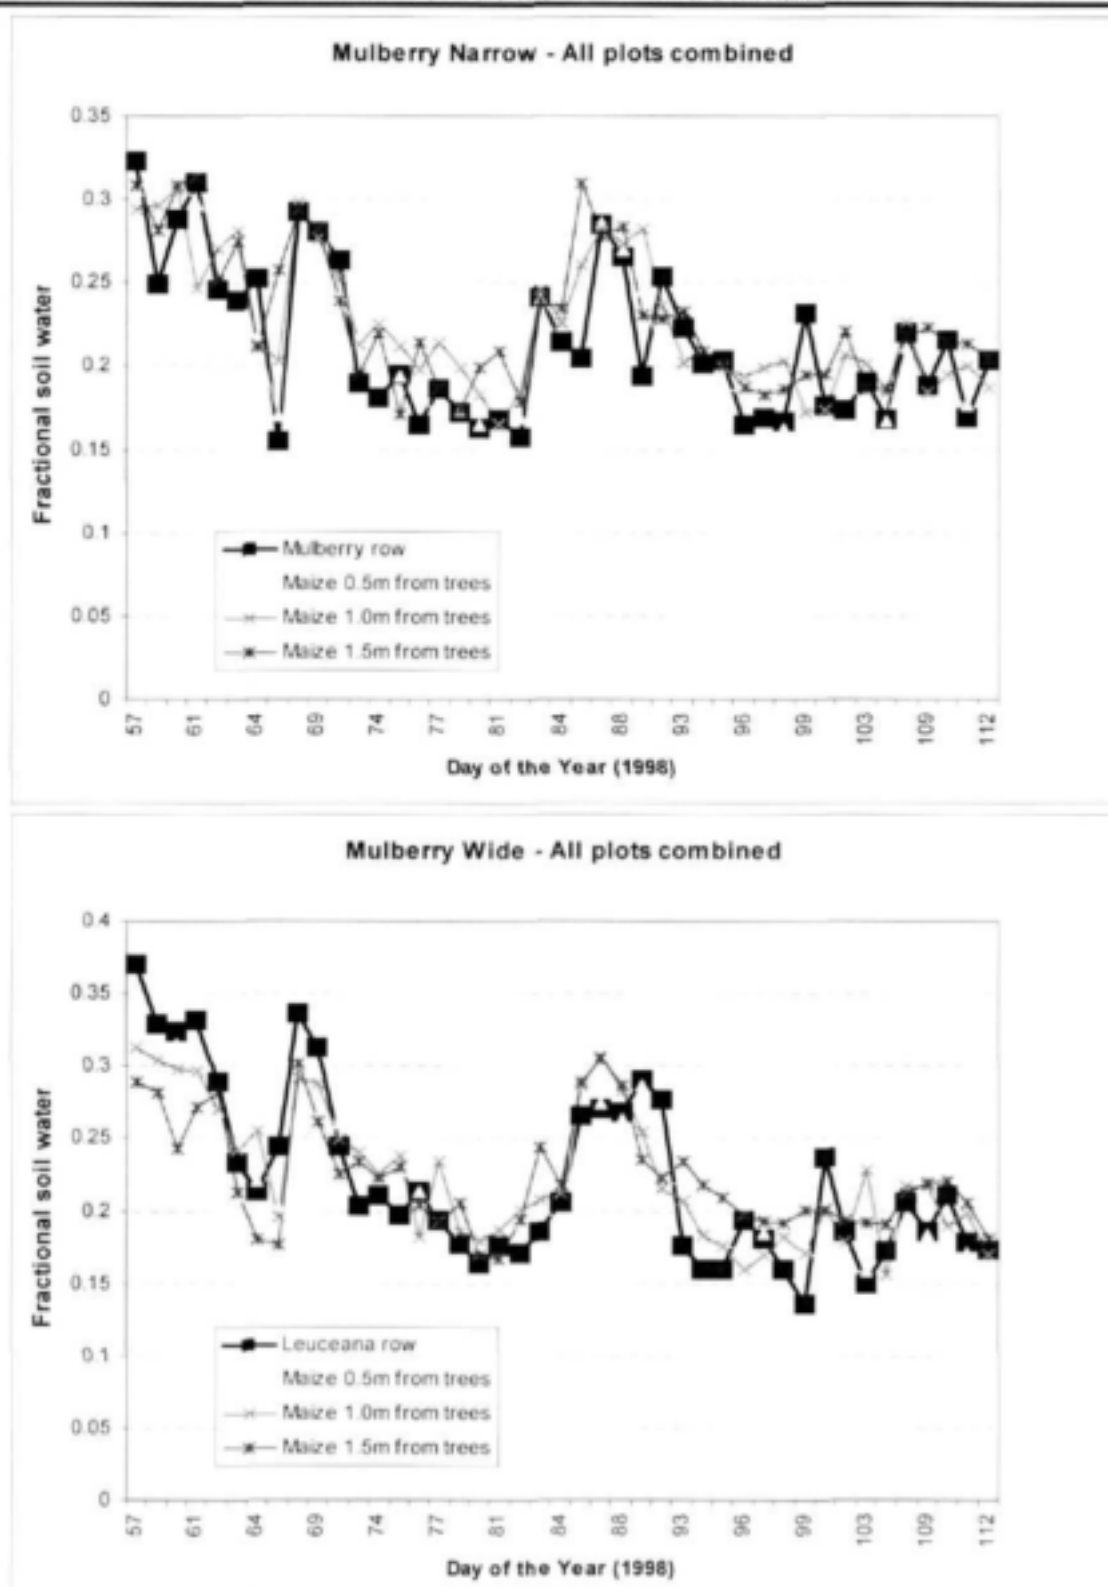 Mulberry Narrow - All plots combined
0.35
0.3
0.25
0.2
0.15
0.1
0.05
0
Fractional soil water
Mulberry row
Maize 0.5m from trees
Maize 1.0m from trees
Maize 1.5m from trees
57 61 64 69 74 77 81 84 88 93 96 99 103 109 112
Day of the Year (1998)
Mulberry Wide - All plots combined
0.4
0.35
0.3
0.25
0.2
0.15
0.1
0.05
0
Fractional soil water
Leuceana row
Maize 0.5m from trees
Maize 1.0m from trees
Maize 1.5m from trees
57 61 64 69 74 77 81 84 88 93 96 99 103 109 112
Day of the Year (1998)